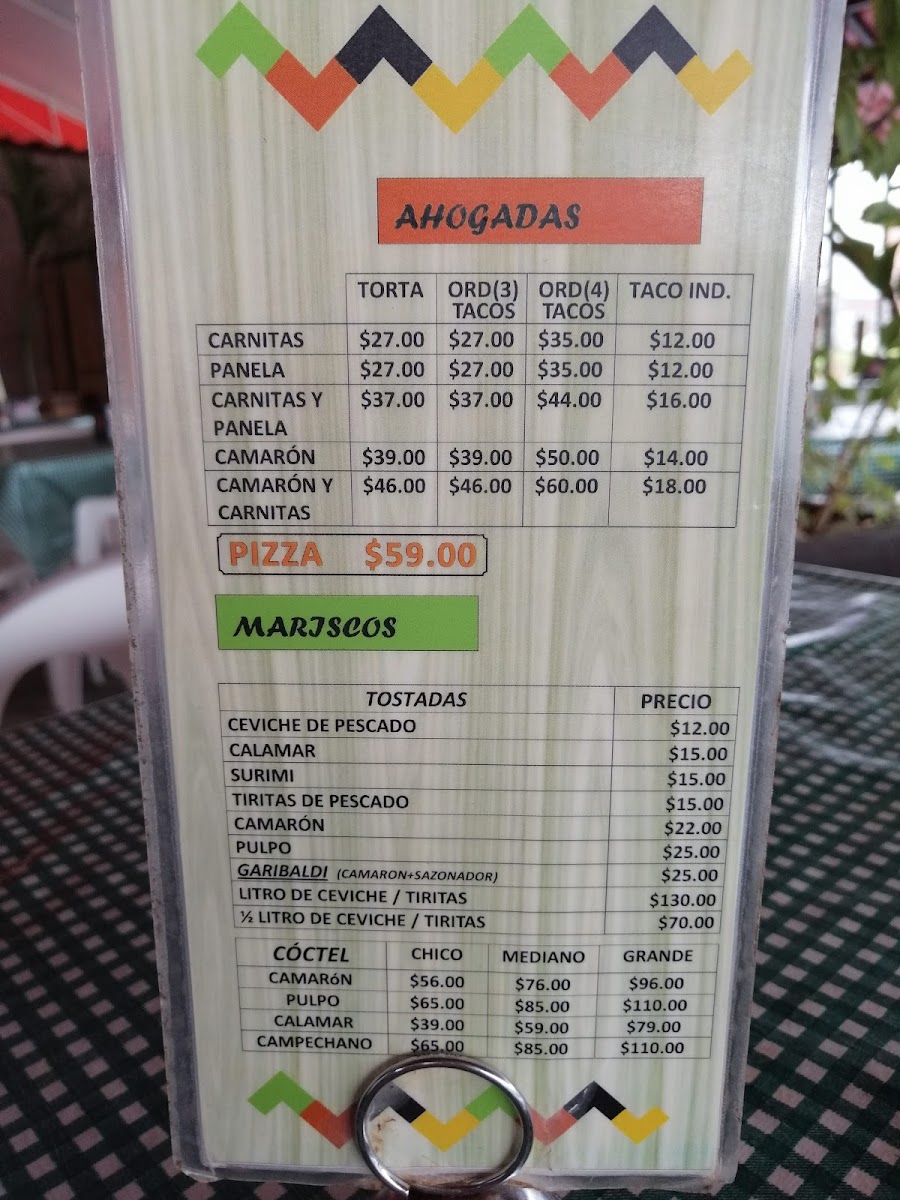 AHOGADAS
TORTA ORD(3) TACOS ORD(4) TACOS TACO IND.
CARNITAS $27.00 $27.00 $35.00 $12.00
PANELA $27.00 $27.00 $35.00 $12.00
CARNITAS Y PANELA $37.00 $37.00 $44.00 $16.00
CAMARÓN $39.00 $39.00 $50.00 $14.00
CAMARÓN Y CARNITAS $46.00 $46.00 $60.00 $18.00
PIZZA $59.00
MARISCOS
TOSTADAS PRECIO
CEVICHE DE PESCADO $12.00
CALAMAR $15.00
SURIMI $15.00
TIRITAS DE PESCADO $15.00
CAMARÓN $22.00
PULPO $25.00
GARIBALDI (CAMARON+SAZONADOR) $25.00
LITRO DE CEVICHE / TIRITAS $130.00
½ LITRO DE CEVICHE / TIRITAS $70.00
CÓCTEL CHICO MEDIANO GRANDE
CAMARóN $56.00 $76.00 $96.00
PULPO $65.00 $85.00 $110.00
CALAMAR $39.00 $59.00 $79.00
CAMPECHANO $65.00 $85.00 $110.00